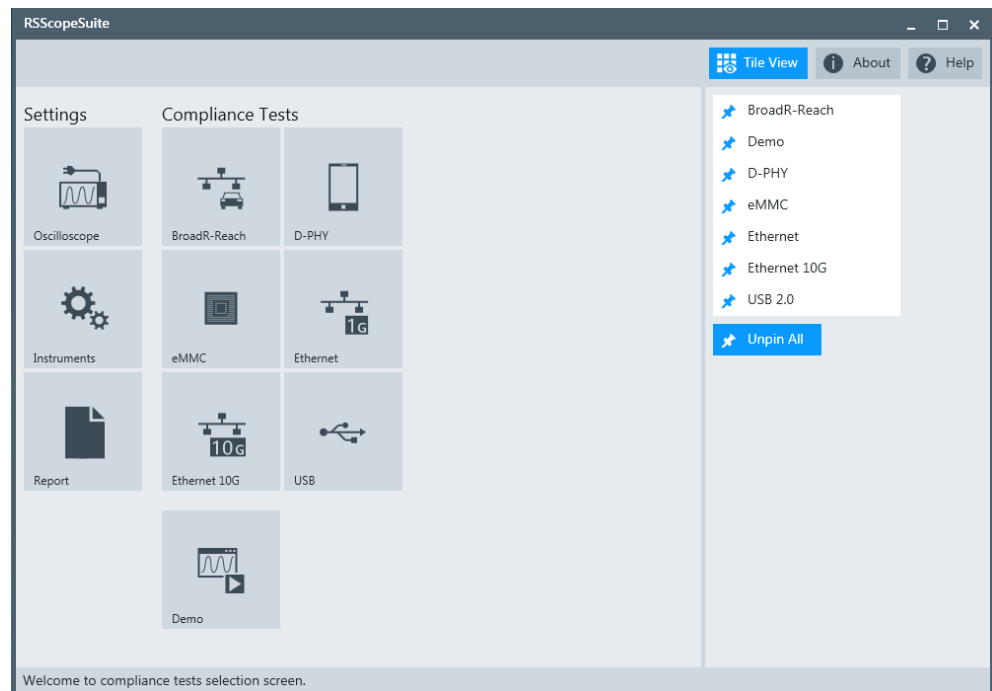 RSScopeSuite
Tile View
About
Help
Settings
Compliance Tests
Oscilloscope
BroadR-Reach
D-PHY
Instruments
eMMC
1G
Ethernet
Report
10G
Ethernet 10G
USB
Demo
BroadR-Reach
Demo
D-PHY
eMMC
Ethernet
Ethernet 10G
USB 2.0
Unpin All
Welcome to compliance tests selection screen.